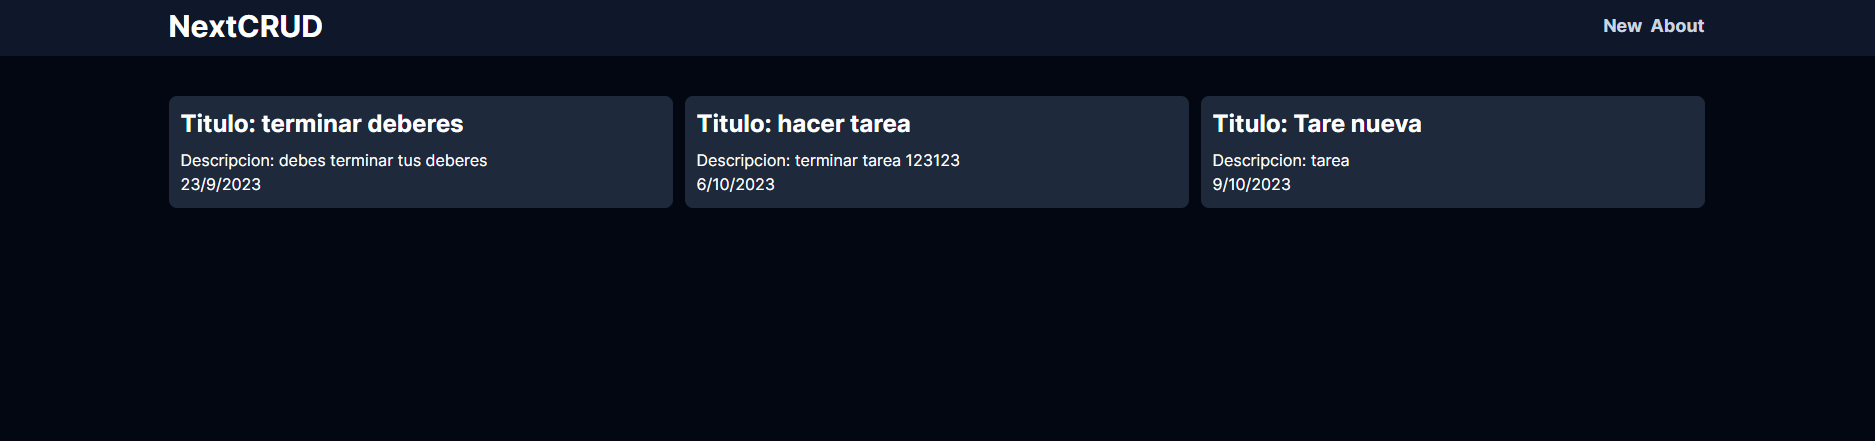 NextCRUD
New About
Titulo: terminar deberes
Descripcion: debes terminar tus deberes
23/9/2023
Titulo: hacer tarea
Descripcion: terminar tarea 123123
6/10/2023
Titulo: Tare nueva
Descripcion: tarea
9/10/2023